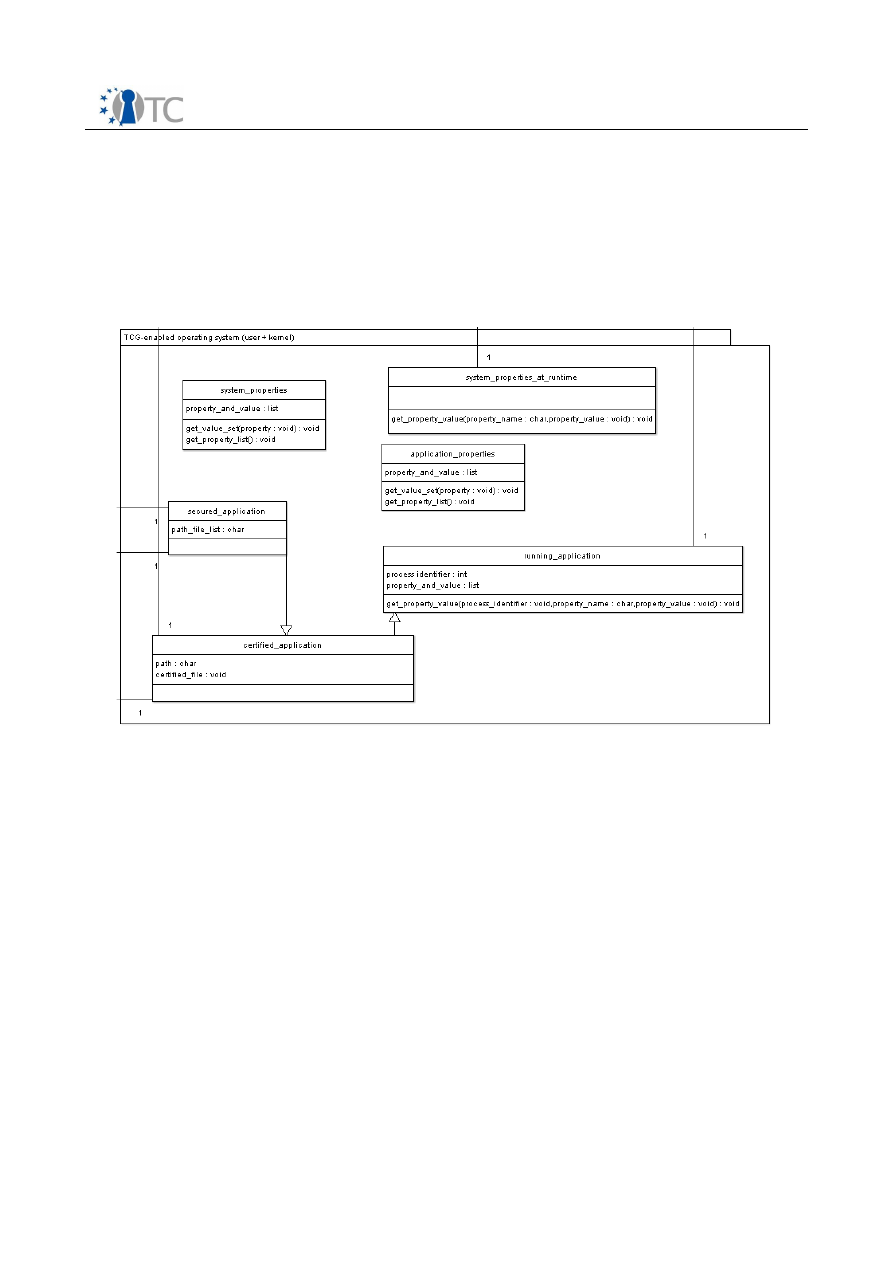 OTC
TCG-enabled operating system (user + kernel)
1
system_properties_at_runtime
get_property_value(property_name : char,property_value : void) : void
system_properties
property_and_value : list
get_value_set(property : void) : void
get_property_list() : void
application_properties
property_and_value : list
get_value_set(property : void) : void
get_property_list() : void
secured_application
path_file_list : char
1
1
1
running_application
process identifier : int
property_and_value : list
get_property_value(process_identifier : void,property_name : char,property_value : void) : void
1
certified_application
path : char
certified_file : void
1